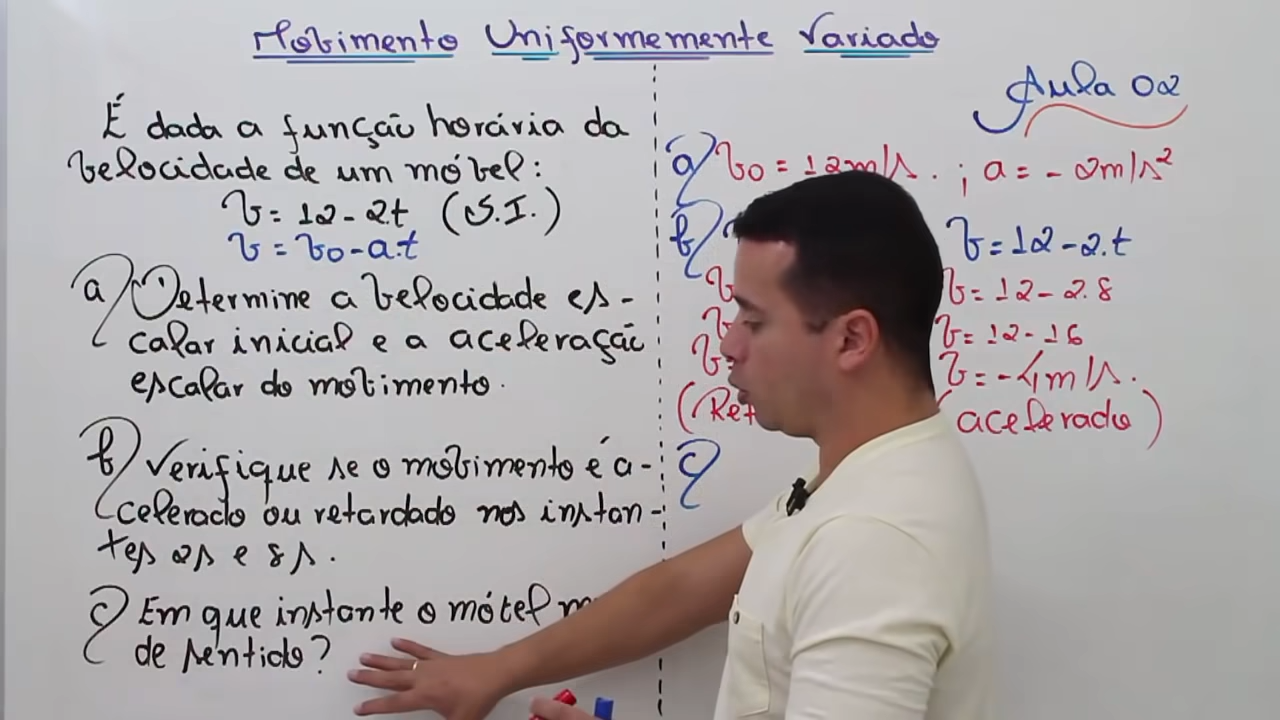 Movimento Uniformemente Variado
Aula 02
É dada a função horária da
velocidade de um móvel:
v = 12 - 2t (S.I.)
v = v0 - a.t
a) Determine a velocidade es-
calar inicial e a aceleração
escalar do movimento.
b) Verifique se o movimento é a-
celerado ou retardado nos instan-
tes 2s e 8s.
c) Em que instante o móvel
de sentido?
a) v0 = 12m/s. ; a = - 2m/s²
b)
v = 12 - 2.t
v = 12 - 2.8
v = 12 - 16
v = -4m/s.
(Ret
acelerado)
c)